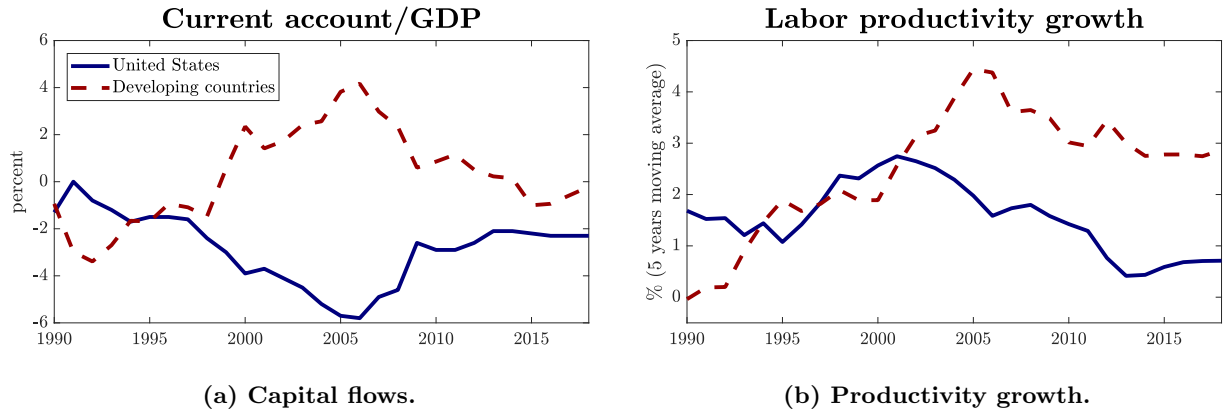 Current account/GDP
6
4
2
0
-2
-4
-6
percent
United States
Developing countries
1990 1995 2000 2005 2010 2015
(a) Capital flows.
Labor productivity growth
5
4
3
2
1
0
% (5 years moving average)
1990 1995 2000 2005 2010 2015
(b) Productivity growth.